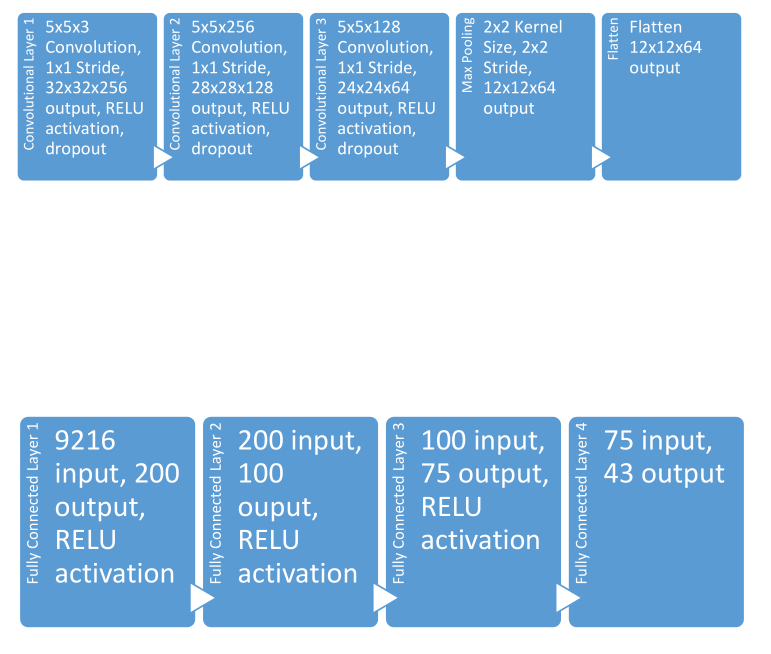 Convolutional Layer 1
5x5x3
Convolution,
1x1 Stride,
32x32x256
output, RELU
activation,
dropout
Convolutional Layer 2
5x5x256
Convolution,
1x1 Stride,
28x28x128
output, RELU
activation,
dropout
Convolutional Layer 3
5x5x128
Convolution,
1x1 Stride,
24x24x64
output, RELU
activation,
dropout
Max Pooling
2x2 Kernel
Size, 2x2
Stride,
12x12x64
output
Flatten
Flatten
12x12x64
output
Fully Connected Layer 1
9216
input, 200
output,
RELU
activation
Fully Connected Layer 2
200 input,
100
ouput,
RELU
activation
Fully Connected Layer 3
100 input,
75 output,
RELU
activation
Fully Connected Layer 4
75 input,
43 output